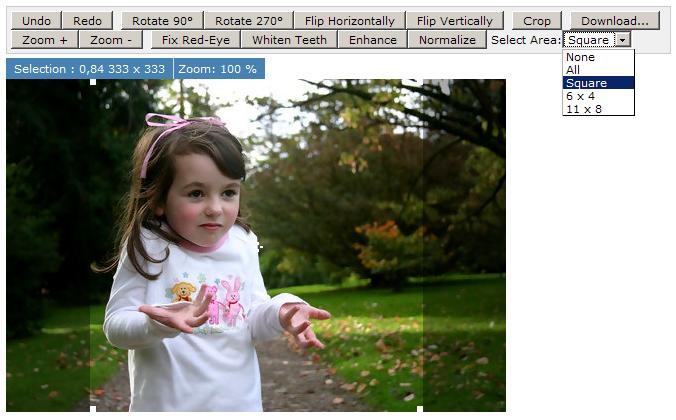 Undo Redo Rotate 90° Rotate 270° Flip Horizontally Flip Vertically Crop Download...
Zoom + Zoom - Fix Red-Eye Whiten Teeth Enhance Normalize Select Area: Square
None
All
Square
6 x 4
11 x 8
Selection : 0,84 333 x 333 Zoom: 100 %